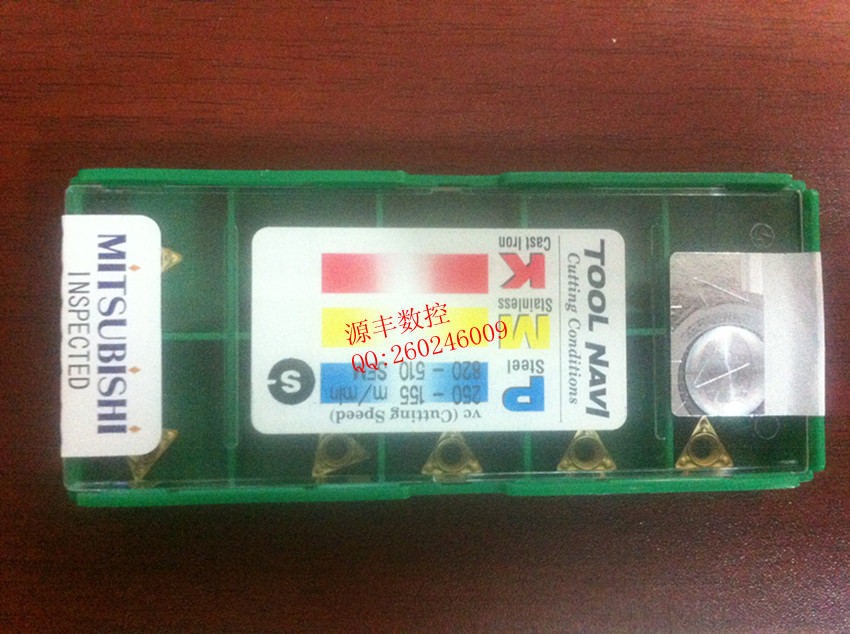 MITSUBISHI
INSPECTED
TOOL NAVI
Cutting Conditions
K
Cast Iron
M
Stainless
P
Steel
820 - 510 SFM
250 - 155 m/min
vc (Cutting Speed)
S
源丰数控
QQ:260246009